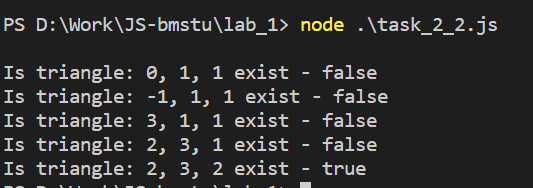 PS D:\Work\JS-bmstu\lab_1> node .\task_2_2.js
Is triangle: 0, 1, 1 exist - false
Is triangle: -1, 1, 1 exist - false
Is triangle: 3, 1, 1 exist - false
Is triangle: 2, 3, 1 exist - false
Is triangle: 2, 3, 2 exist - true
PS D:\Work\JS-bmstu\lab_1>